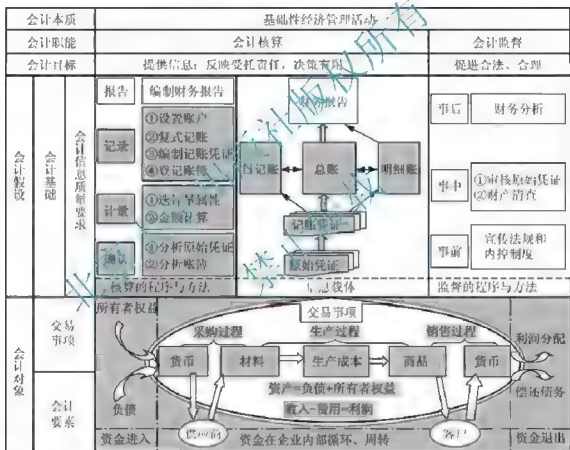 会计本质 基础性经济管理活动
会计职能 会计核算 会计监督
会计目标 提供信息：反映受托责任，决策有用 促进合法、合理
会计假设
会计基础
会计信息质量要求
报告 编制财务报告
记录
①设置账户
②复式记账
③编制记账凭证
④登记账簿
计量
②金额计算
确认
①分析原始凭证
②分析账簿
核算的程序与方法
财务报告
日记账 总账 明细账
记账凭证
原始凭证
信息载体
事后 财务分析
事中
①审核原始凭证
②财产清查
事前
宣传法规和
内控制度
监督的程序与方法
会计对象
交易事项
会计要素
所有者权益
负债
资金进入
交易事项
采购过程 生产过程 销售过程
货币 材料 生产成本 商品 货币
资产=负债+所有者权益
收入-费用=利润
供应商 资金在企业内部循环、周转 客户
利润分配
偿还债务
资金退出